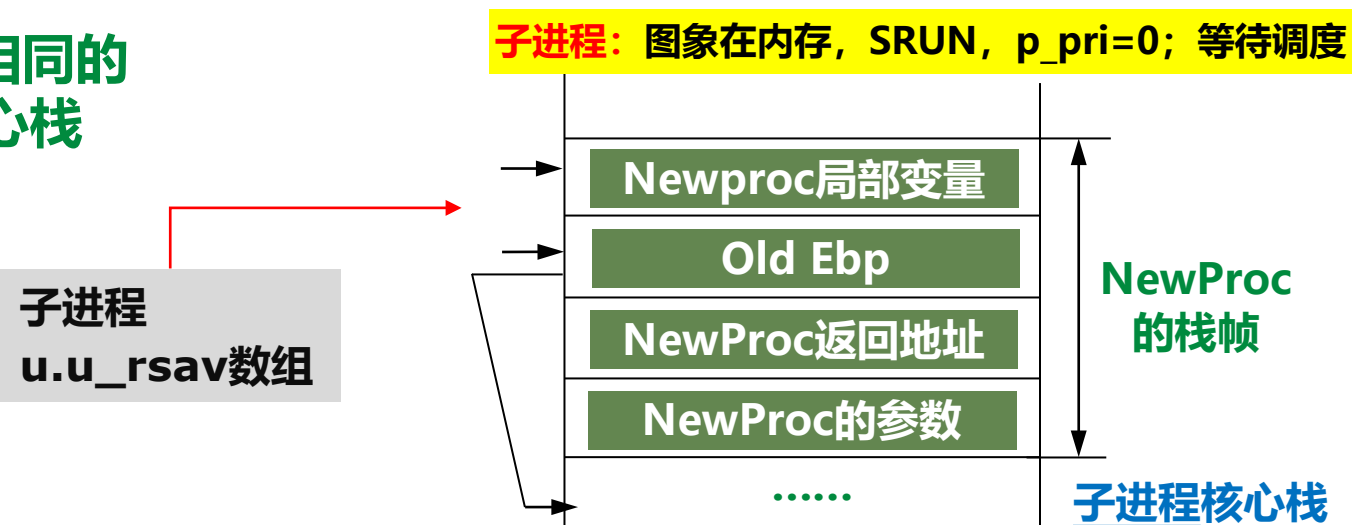 子进程：图象在内存，SRUN，p_pri=0；等待调度
相同的
心栈
Newproc局部变量
Old Ebp
NewProc返回地址
NewProc的参数
……
子进程
u.u_rsav数组
NewProc
的栈帧
子进程核心栈